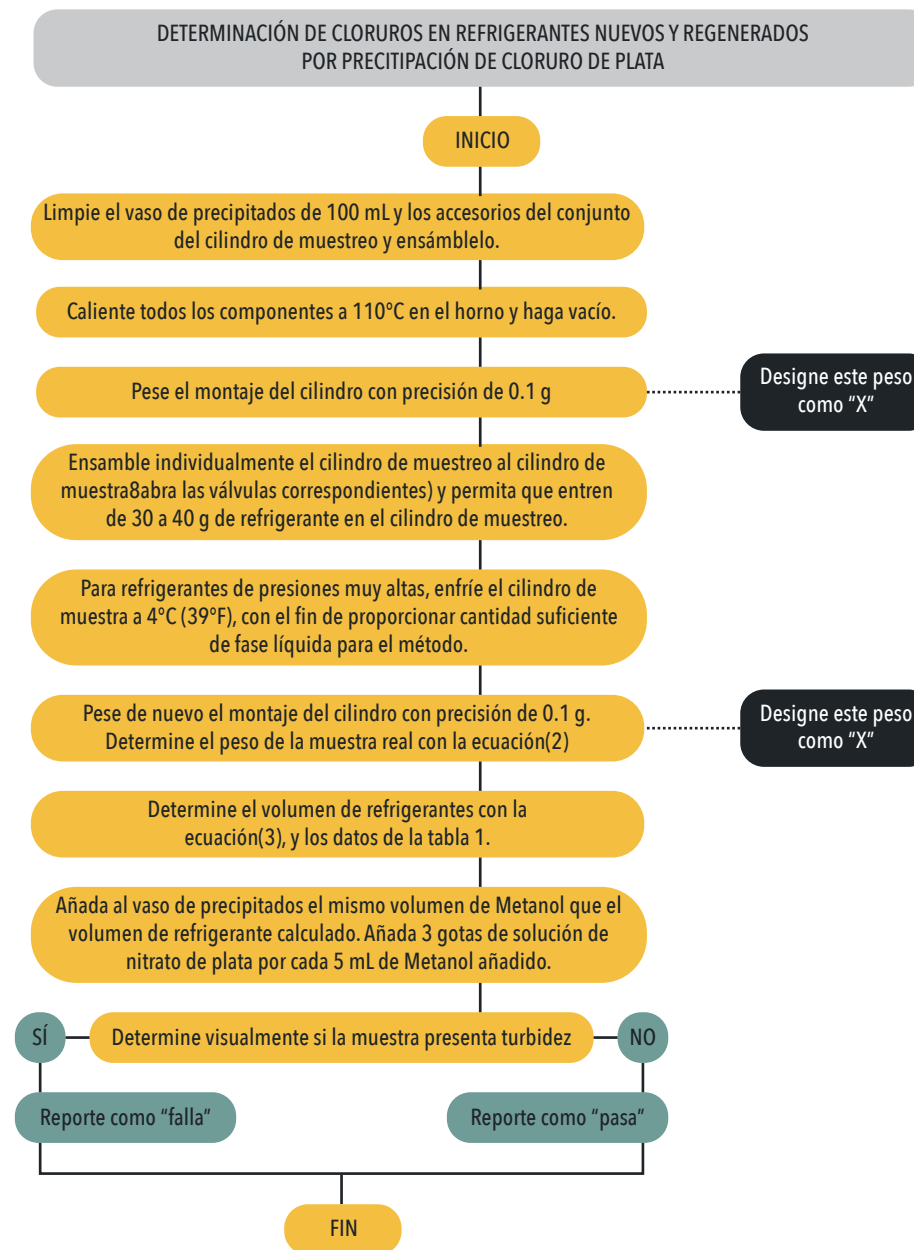 DETERMINACIÓN DE CLORUROS EN REFRIGERANTES NUEVOS Y REGENERADOS
POR PRECITIPACIÓN DE CLORURO DE PLATA
INICIO
Limpie el vaso de precipitados de 100 mL y los accesorios del conjunto
del cilindro de muestreo y ensámblelo.
Caliente todos los componentes a 110ºC en el horno y haga vacío.
Pese el montaje del cilindro con precisión de 0.1 g
Designe este peso
como “X”
Ensamble individualmente el cilindro de muestreo al cilindro de
muestra8abra las válvulas correspondientes) y permita que entren
de 30 a 40 g de refrigerante en el cilindro de muestreo.
Para refrigerantes de presiones muy altas, enfríe el cilindro de
muestra a 4ºC (39ºF), con el fin de proporcionar cantidad suficiente
de fase líquida para el método.
Pese de nuevo el montaje del cilindro con precisión de 0.1 g.
Determine el peso de la muestra real con la ecuación(2)
Designe este peso
como “X”
Determine el volumen de refrigerantes con la
ecuación(3), y los datos de la tabla 1.
Añada al vaso de precipitados el mismo volumen de Metanol que el
volumen de refrigerante calculado. Añada 3 gotas de solución de
nitrato de plata por cada 5 mL de Metanol añadido.
SÍ
Determine visualmente si la muestra presenta turbidez
NO
Reporte como “falla”
Reporte como “pasa”
FIN